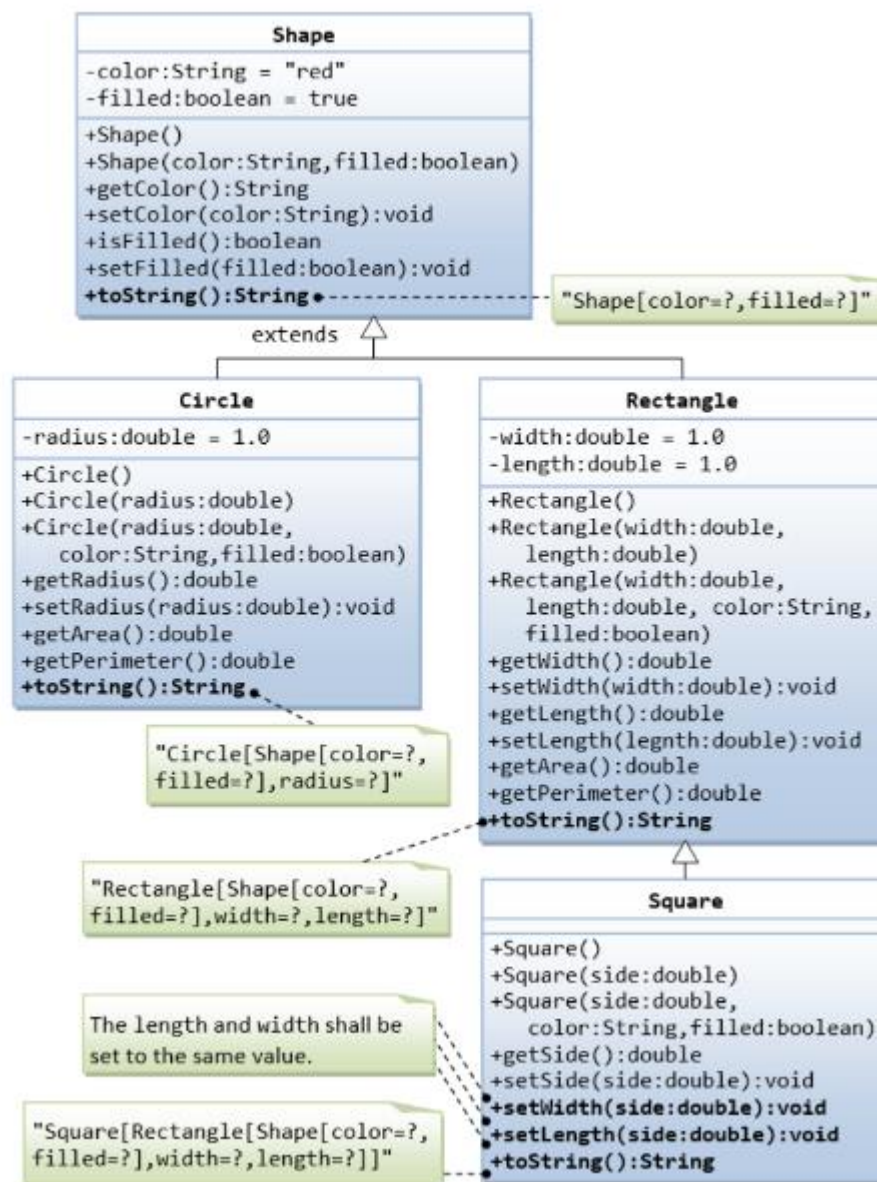 Shape
-color:String = "red"
-filled:boolean = true
+Shape()
+Shape(color:String,filled:boolean)
+getColor():String
+setColor(color:String):void
+isFilled():boolean
+setFilled(filled:boolean):void
+toString():String
"Shape[color=?,filled=?]"
extends
Circle
-radius:double = 1.0
+Circle()
+Circle(radius:double)
+Circle(radius:double,
color:String,filled:boolean)
+getRadius():double
+setRadius(radius:double):void
+getArea():double
+getPerimeter():double
+toString():String
"Circle[Shape[color=?,
filled=?],radius=?]"
Rectangle
-width:double = 1.0
-length:double = 1.0
+Rectangle()
+Rectangle(width:double,
length:double)
+Rectangle(width:double,
length:double, color:String,
filled:boolean)
+getWidth():double
+setWidth(width:double):void
+getLength():double
+setLength(legnth:double):void
+getArea():double
+getPerimeter():double
+toString():String
"Rectangle[Shape[color=?,
filled=?],width=?,length=?]"
Square
+Square()
+Square(side:double)
+Square(side:double,
color:String,filled:boolean)
+getSide():double
+setSide(side:double):void
+setWidth(side:double):void
+setLength(side:double):void
+toString():String
The length and width shall be
set to the same value.
"Square[Rectangle[Shape[color=?,
filled=?],width=?,length=?]]"